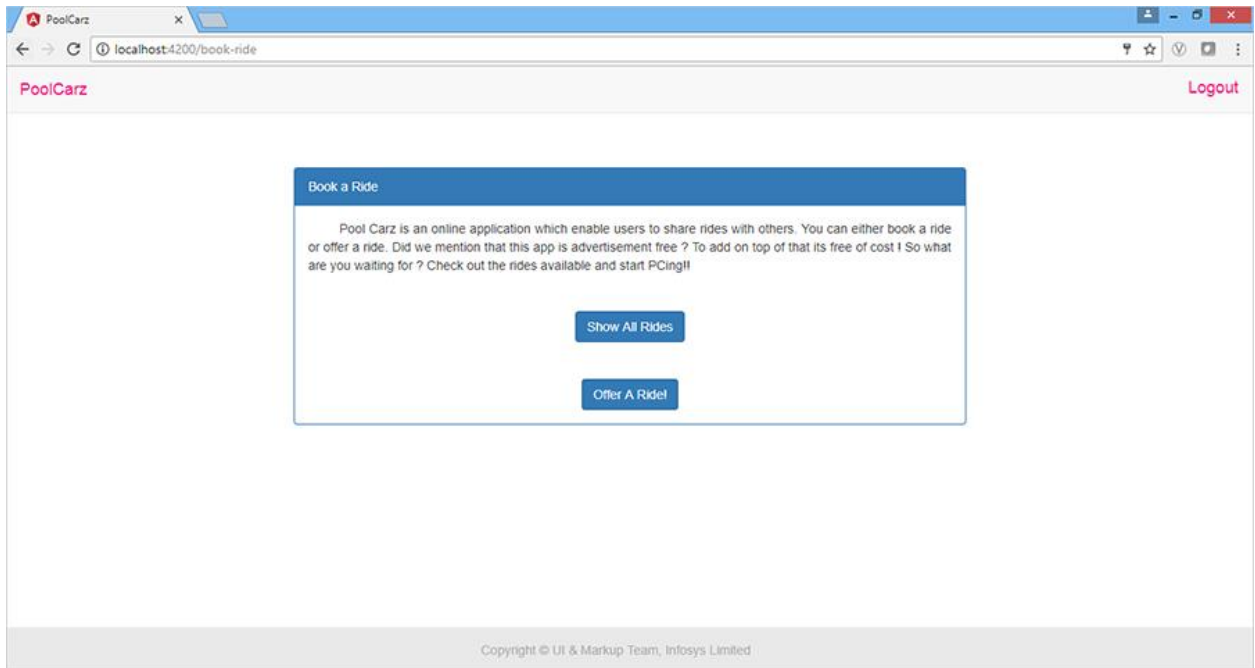 PoolCarz
localhost:4200/book-ride
PoolCarz
Logout
Book a Ride
Pool Carz is an online application which enable users to share rides with others. You can either book a ride
or offer a ride. Did we mention that this app is advertisement free ? To add on top of that its free of cost ! So what
are you waiting for ? Check out the rides available and start PCing!!
Show All Rides
Offer A Ride!
Copyright © UI & Markup Team, Infosys Limited